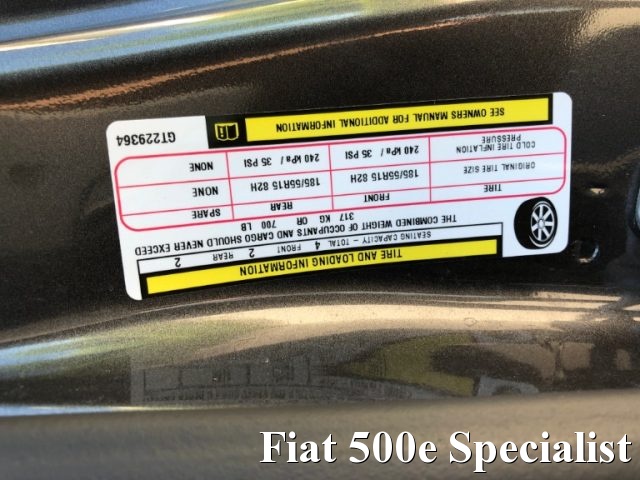 TIRE AND LOADING INFORMATION
SEATING CAPACITY - TOTAL 4 FRONT 2 REAR 2
THE COMBINED WEIGHT OF OCCUPANTS AND CARGO SHOULD NEVER EXCEED
317 KG OR 700 LB
TIRE FRONT REAR SPARE
ORIGINAL TIRE SIZE 185/55R15 82H 185/55R15 82H NONE
COLD TIRE INFLATION PRESSURE 240 kPa / 35 PSI 240 kPa / 35 PSI NONE
SEE OWNERS MANUAL FOR ADDITIONAL INFORMATION
GT229364
Fiat 500e Specialist